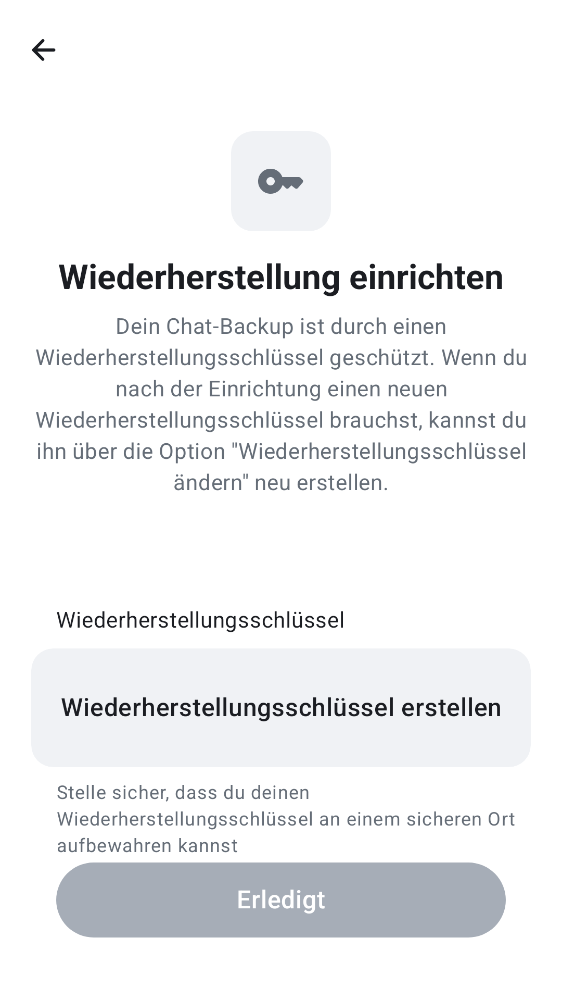 Wiederherstellung einrichten
Dein Chat-Backup ist durch einen
Wiederherstellungsschlüssel geschützt. Wenn du
nach der Einrichtung einen neuen
Wiederherstellungsschlüssel brauchst, kannst du
ihn über die Option "Wiederherstellungsschlüssel
ändern" neu erstellen.
Wiederherstellungsschlüssel
Wiederherstellungsschlüssel erstellen
Stelle sicher, dass du deinen
Wiederherstellungsschlüssel an einem sicheren Ort
aufbewahren kannst
Erledigt